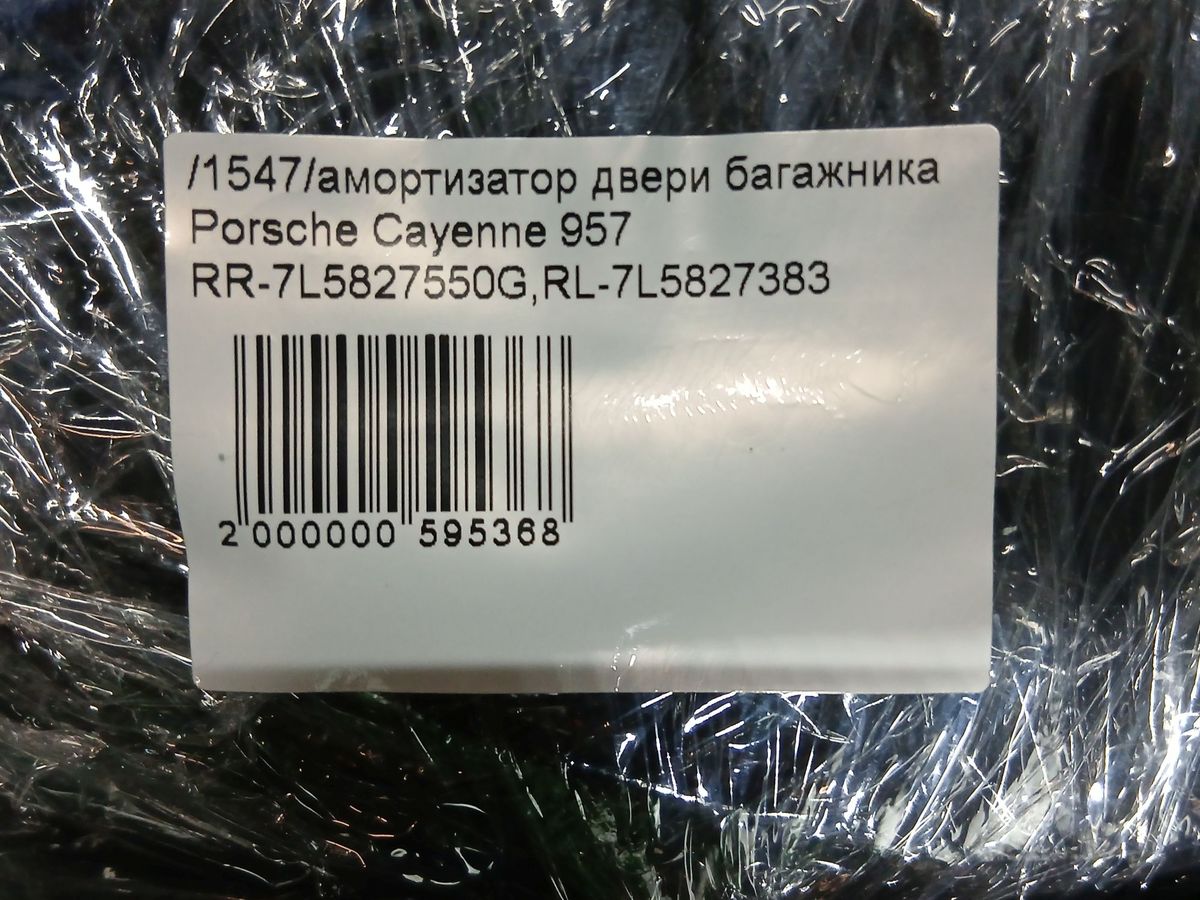 /1547/амортизатор двери багажника
Porsche Cayenne 957
RR-7L5827550G,RL-7L5827383
2 000000 595368